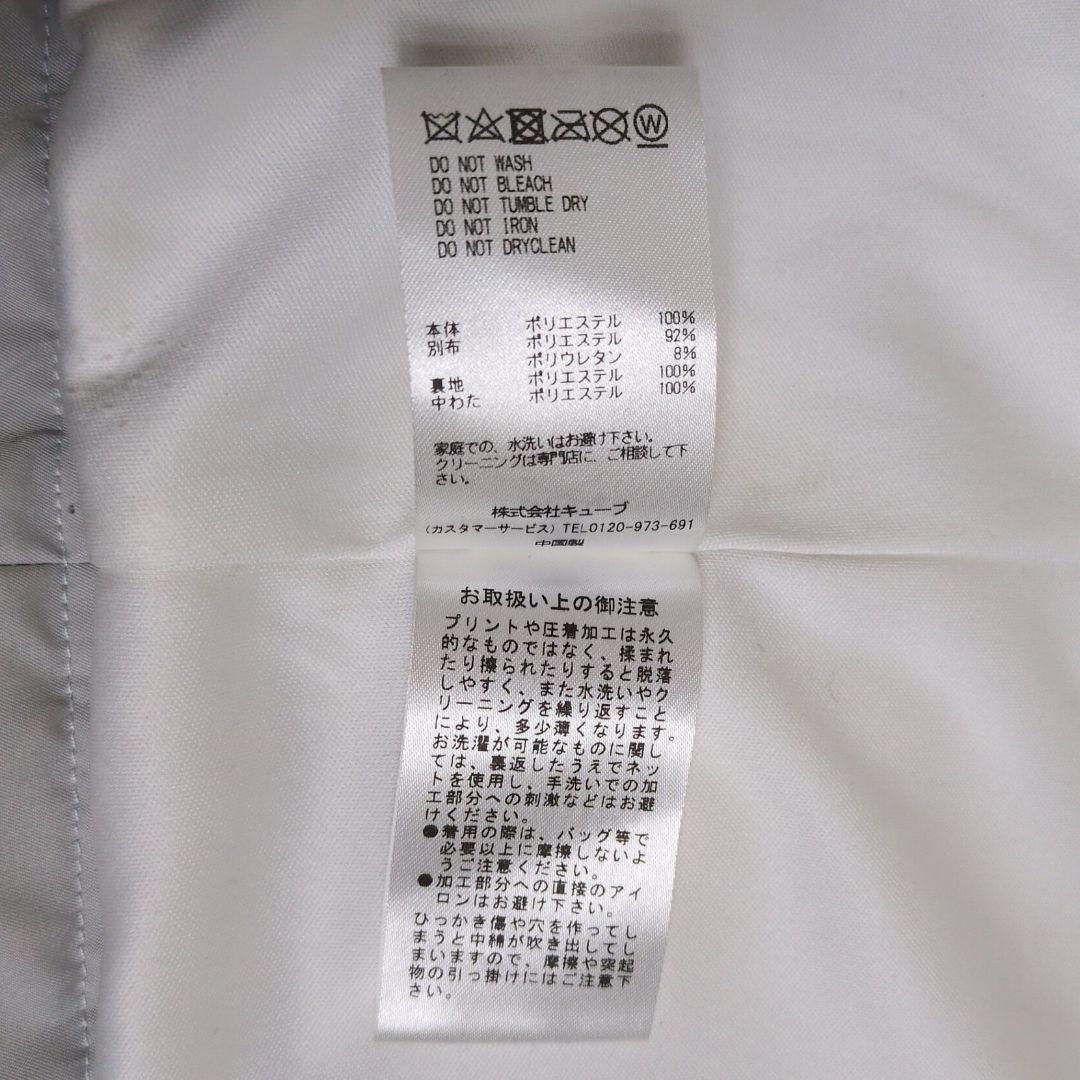 W
DO NOT WASH
DO NOT BLEACH
DO NOT TUMBLE DRY
DO NOT IRON
DO NOT DRYCLEAN
本体 ポリエステル 100%
別布 ポリエステル 92%
ポリウレタン 8%
裏地 ポリエステル 100%
中わた ポリエステル 100%
家庭での、水洗いはお避け下さい。
クリーニングは専門店に、ご相談して下
さい。
株式会社キューブ
(カスタマーサービス) TEL0120-973-691
中國製
お取扱い上の御注意
プリントや圧着加工は永久
的なものではなく、揉まれ
たり擦られたりすると脱落
しやすく、また水洗いやク
リーニングを繰り返すこと
により、多少薄くなります。
お洗濯が可能なものに関し
ては、裏返したうえでネッ
トを使用し、手洗いでの加
工部分への刺激などはお避
けください。
●着用の際は、バッグ等で
必要以上に摩擦しないよ
うご注意ください。
●加工部分への直接のアイ
ロンはお避け下さい。
ひっかき傷や穴を作ってし
まうと中綿が吹き出してし
まいますので、摩擦や突起
物の引っ掛けにはご注意下
さい。